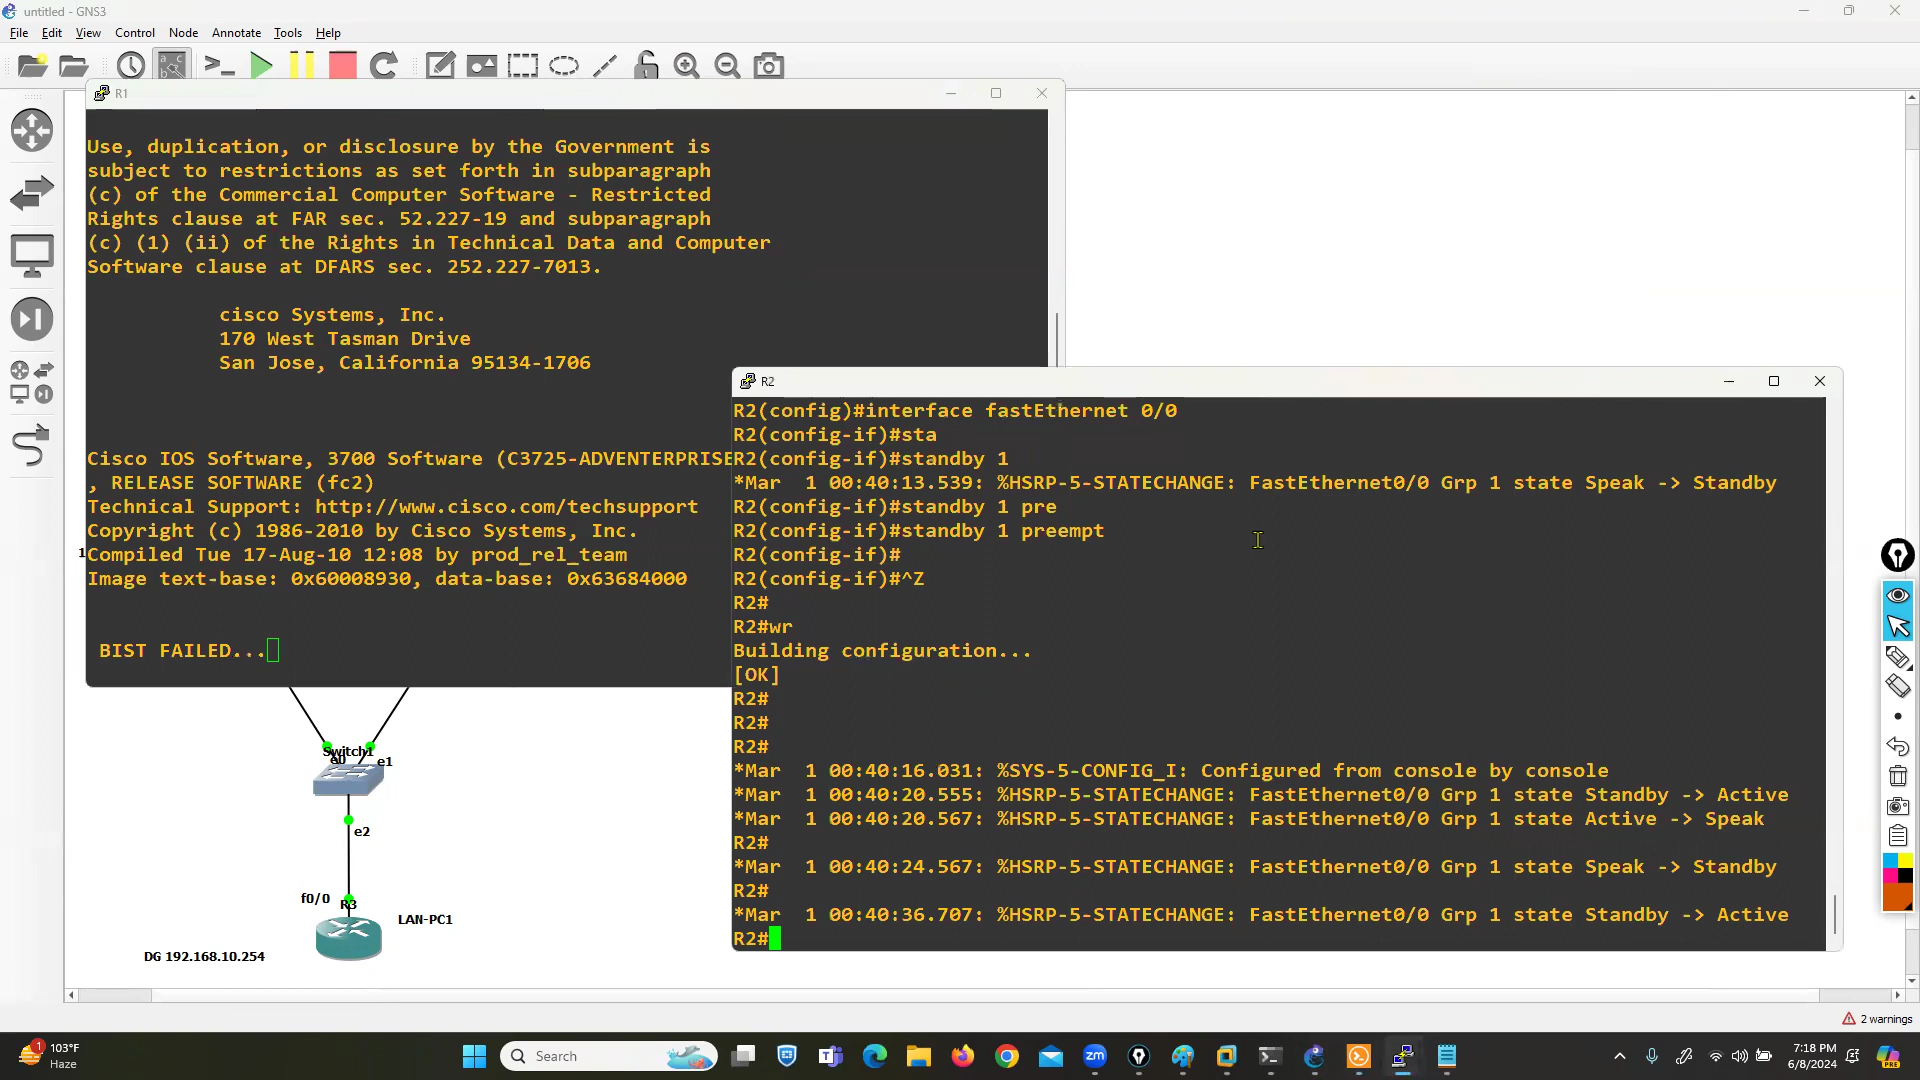 untitled - GNS3
File Edit View Control Node Annotate Tools Help
R1
Use, duplication, or disclosure by the Government is
subject to restrictions as set forth in subparagraph
(c) of the Commercial Computer Software - Restricted
Rights clause at FAR sec. 52.227-19 and subparagraph
(c) (1) (ii) of the Rights in Technical Data and Computer
Software clause at DFARS sec. 252.227-7013.
cisco Systems, Inc.
170 West Tasman Drive
San Jose, California 95134-1706
Cisco IOS Software, 3700 Software (C3725-ADVENTERPRISE
, RELEASE SOFTWARE (fc2)
Technical Support: http://www.cisco.com/techsupport
Copyright (c) 1986-2010 by Cisco Systems, Inc.
1
Compiled Tue 17-Aug-10 12:08 by prod_rel_team
Image text-base: 0x60008930, data-base: 0x63684000
BIST FAILED...
R2
R2(config)#interface fastEthernet 0/0
R2(config-if)#sta
R2(config-if)#standby 1
*Mar  1 00:40:13.539: %HSRP-5-STATECHANGE: FastEthernet0/0 Grp 1 state Speak -> Standby
R2(config-if)#standby 1 pre
R2(config-if)#standby 1 preempt
R2(config-if)#
R2(config-if)#^Z
R2#
R2#wr
Building configuration...
[OK]
R2#
R2#
R2#
*Mar  1 00:40:16.031: %SYS-5-CONFIG_I: Configured from console by console
*Mar  1 00:40:20.555: %HSRP-5-STATECHANGE: FastEthernet0/0 Grp 1 state Standby -> Active
*Mar  1 00:40:20.567: %HSRP-5-STATECHANGE: FastEthernet0/0 Grp 1 state Active -> Speak
R2#
*Mar  1 00:40:24.567: %HSRP-5-STATECHANGE: FastEthernet0/0 Grp 1 state Speak -> Standby
R2#
*Mar  1 00:40:36.707: %HSRP-5-STATECHANGE: FastEthernet0/0 Grp 1 state Standby -> Active
R2#
Switch1
e0 e1
e2
f0/0 R3
LAN-PC1
DG 192.168.10.254
2 warnings
1
103°F
Haze
Search
zm
7:18 PM
6/8/2024
PRE